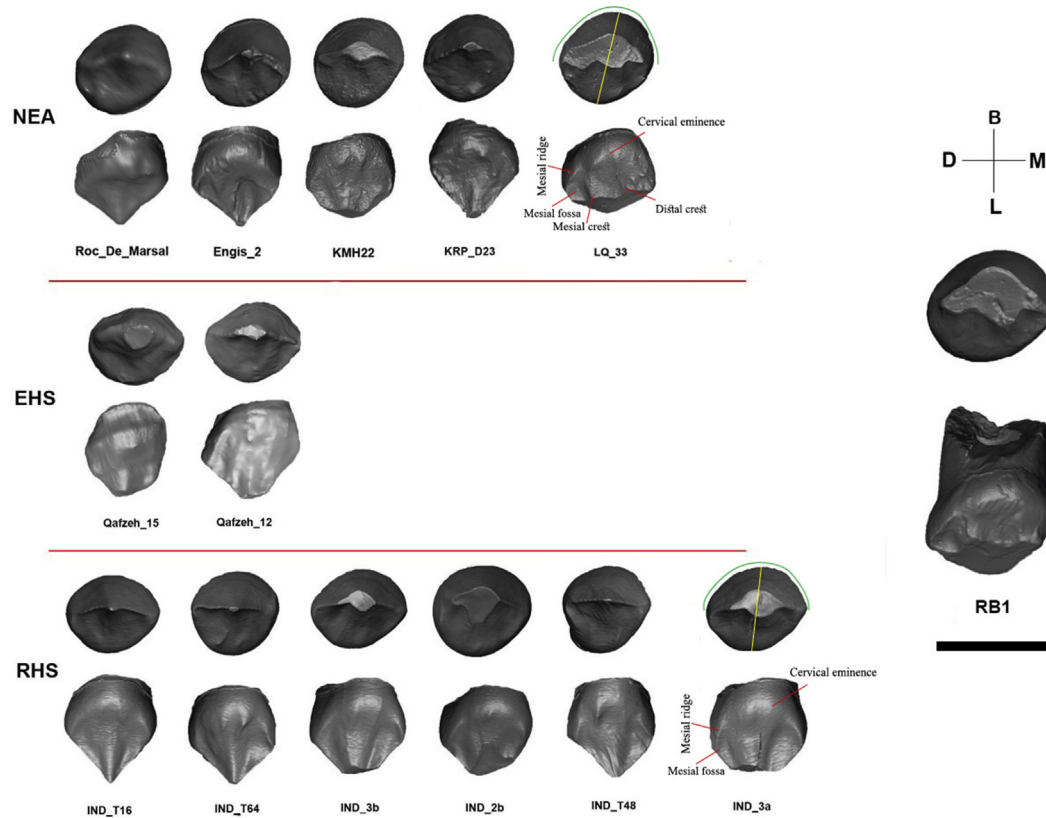 NEA
Cervical eminence
Mesial ridge
Mesial fossa
Mesial crest
Distal crest
Roc_De_Marsal
Engis_2
KMH22
KRP_D23
LQ_33
B
D
M
L
EHS
Qafzeh_15
Qafzeh_12
RB1
RHS
Cervical eminence
Mesial ridge
Mesial fossa
IND_T16
IND_T64
IND_3b
IND_2b
IND_T48
IND_3a